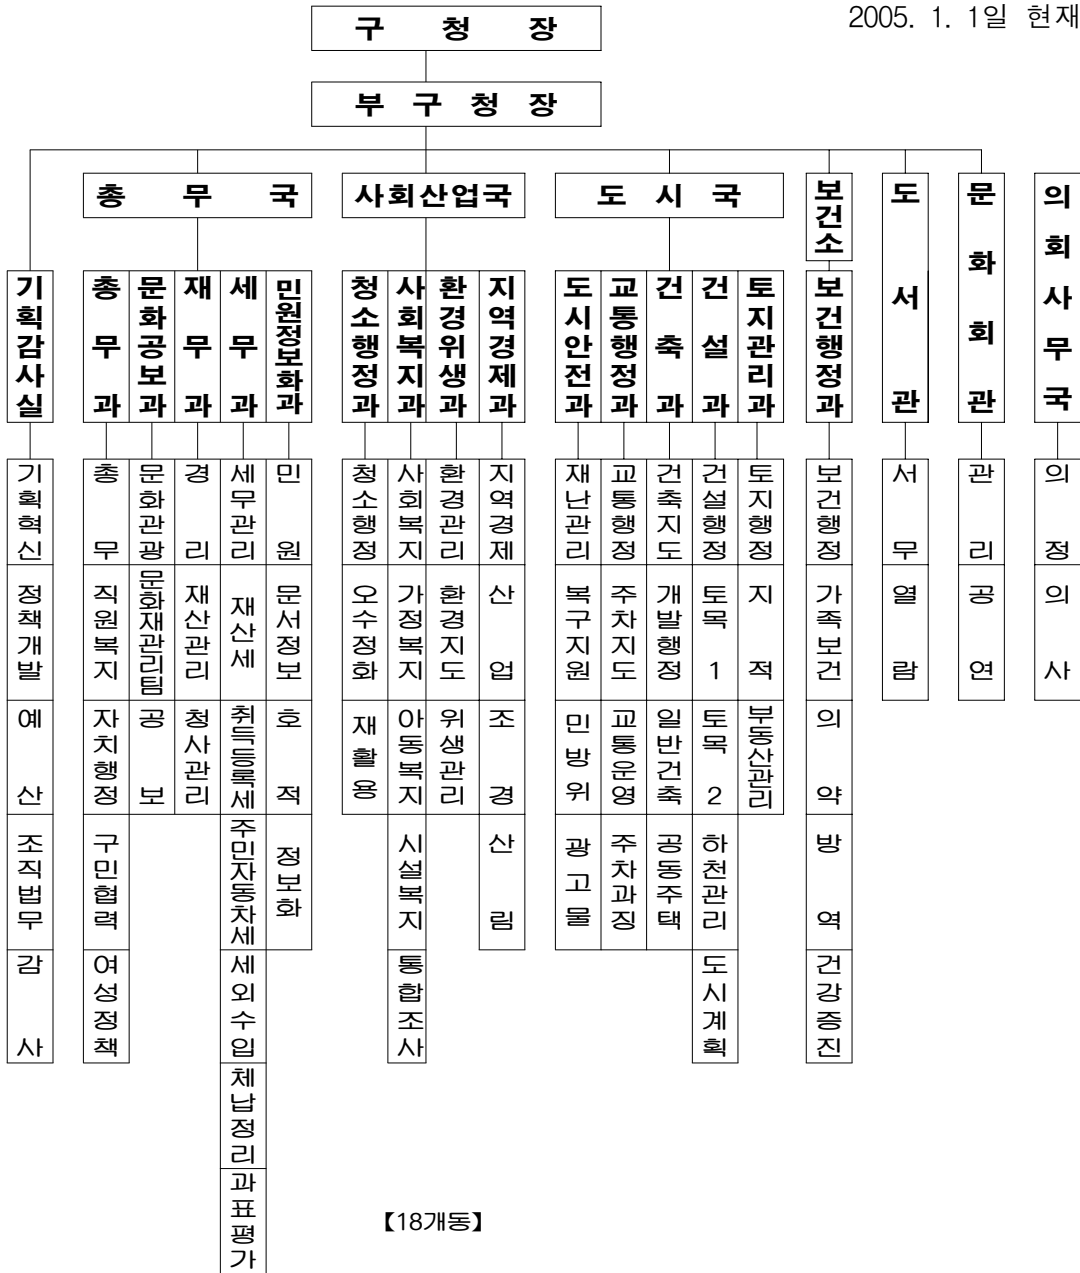 2005. 1. 1일 현재
구 청 장
부 구 청 장
총 무 국
사회산업국
도 시 국
보건소
도서관
문화회관
의회사무국
기획감사실
총무과
문화공보과
재무과
세무과
민원정보화과
청소행정과
사회복지과
환경위생과
지역경제과
도시안전과
교통행정과
건축과
건설과
토지관리과
보건행정과
기획혁신
총무
문화관광
경리
세무관리
민원
청소행정
사회복지
환경관리
지역경제
재난관리
교통행정
건축지도
건설행정
토지행정
보건행정
서무
관리
의정
정책개발
직원복지
문화재관리팀
재산관리
재산세
문서정보
오수정화
가정복지
환경지도
산업
복구지원
주차지도
개발행정
토목1
지적
가족보건
열람
공연
의사
예산
자치행정
공보
청사관리
취득등록세
호적
재활용
아동복지
위생관리
조경
민방위
교통운영
일반건축
토목2
부동산관리
의약
조직법무
구민협력
주민자동차세
정보화
시설복지
산림
광고물
주차과징
공동주택
하천관리
방역
감사
여성정책
세외수입
통합조사
도시계획
건강증진
체납정리
과표평가
【18개동】